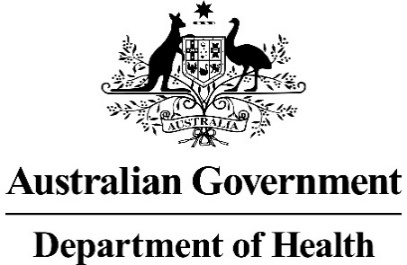 AUSTRALIA
Australian Government
Department of Health